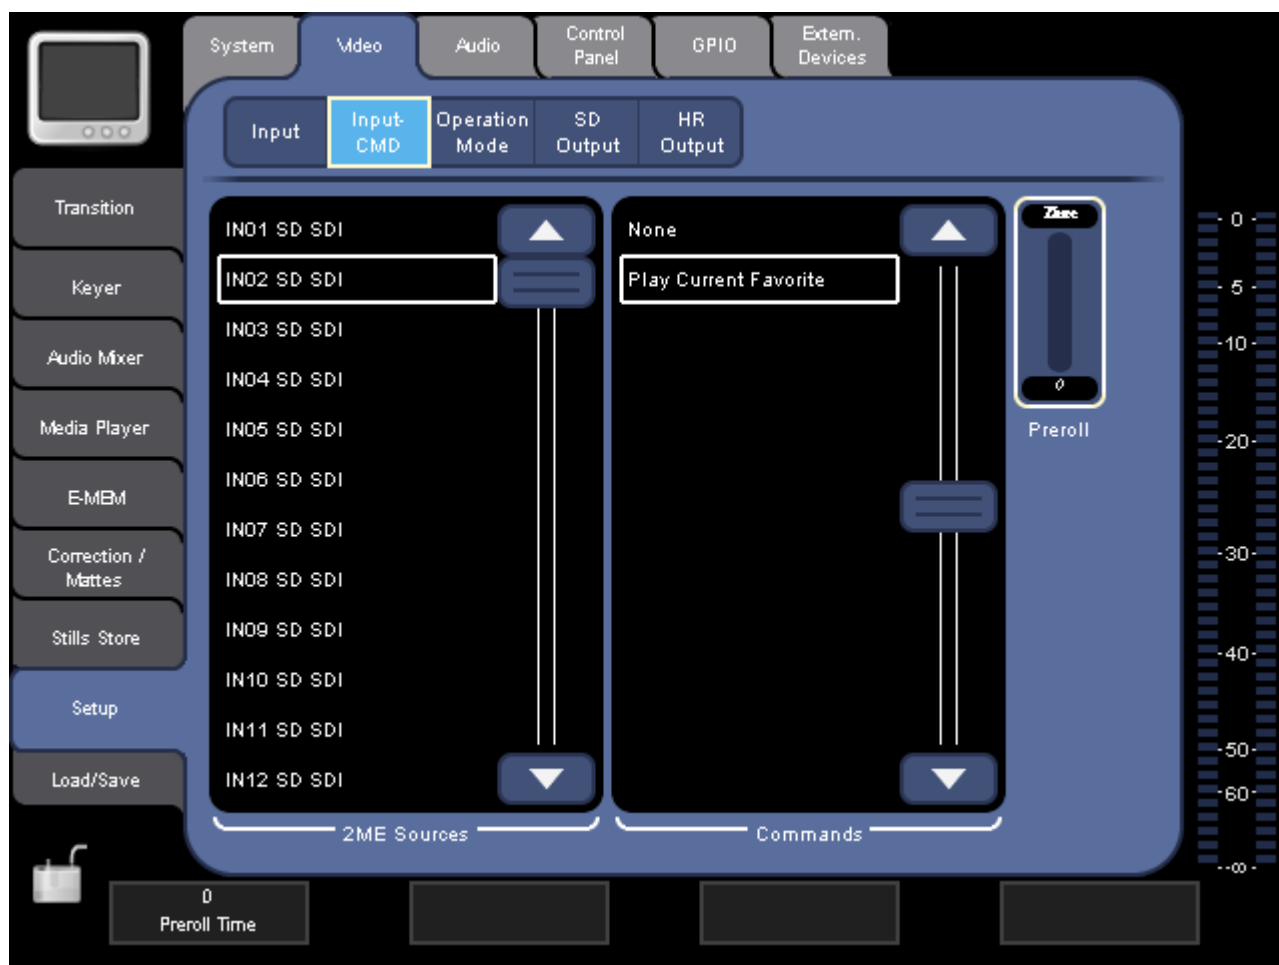 System
Video
Audio
Control
Panel
GPIO
Extern.
Devices
Input
Input-
CMD
Operation
Mode
SD
Output
HR
Output
Transition
Keyer
Audio Mixer
Media Player
E-MEM
Correction /
Mattes
Stills Store
Setup
Load/Save
IN01 SD SDI
IN02 SD SDI
IN03 SD SDI
IN04 SD SDI
IN05 SD SDI
IN06 SD SDI
IN07 SD SDI
IN08 SD SDI
IN09 SD SDI
IN10 SD SDI
IN11 SD SDI
IN12 SD SDI
2ME Sources
None
Play Current Favorite
Commands
Time
0
Preroll
- 0 -
- 5 -
-10-
-20-
-30-
-40-
-50-
-60-
--∞-
0
Preroll Time